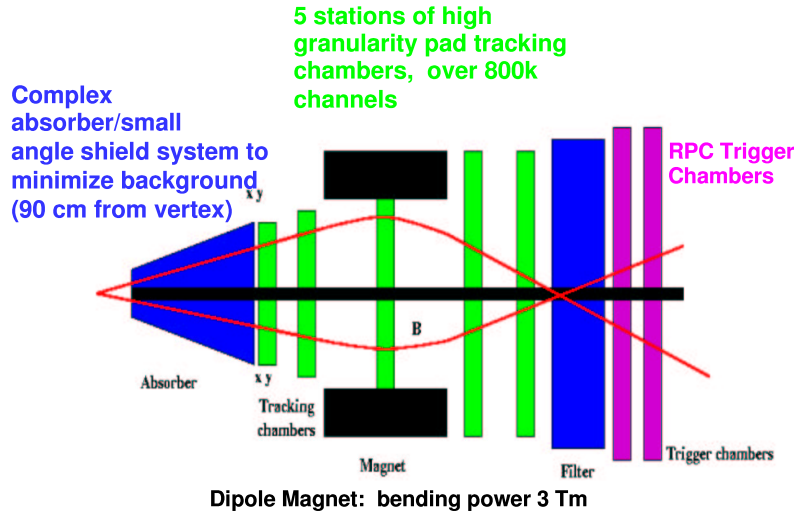 5 stations of high
granularity pad tracking
chambers,  over 800k
channels
Complex
absorber/small
angle shield system to
minimize background
(90 cm from vertex)
x y
RPC Trigger
Chambers
B
x y
Absorber
Tracking
chambers
Magnet
Filter
Trigger chambers
Dipole Magnet:  bending power 3 Tm